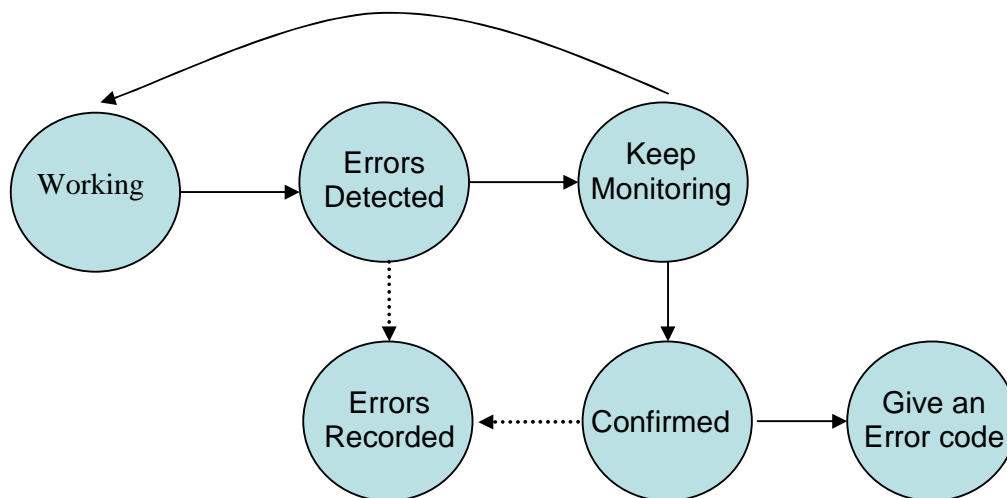 Working
Errors
Detected
Keep
Monitoring
Errors
Recorded
Confirmed
Give an
Error code